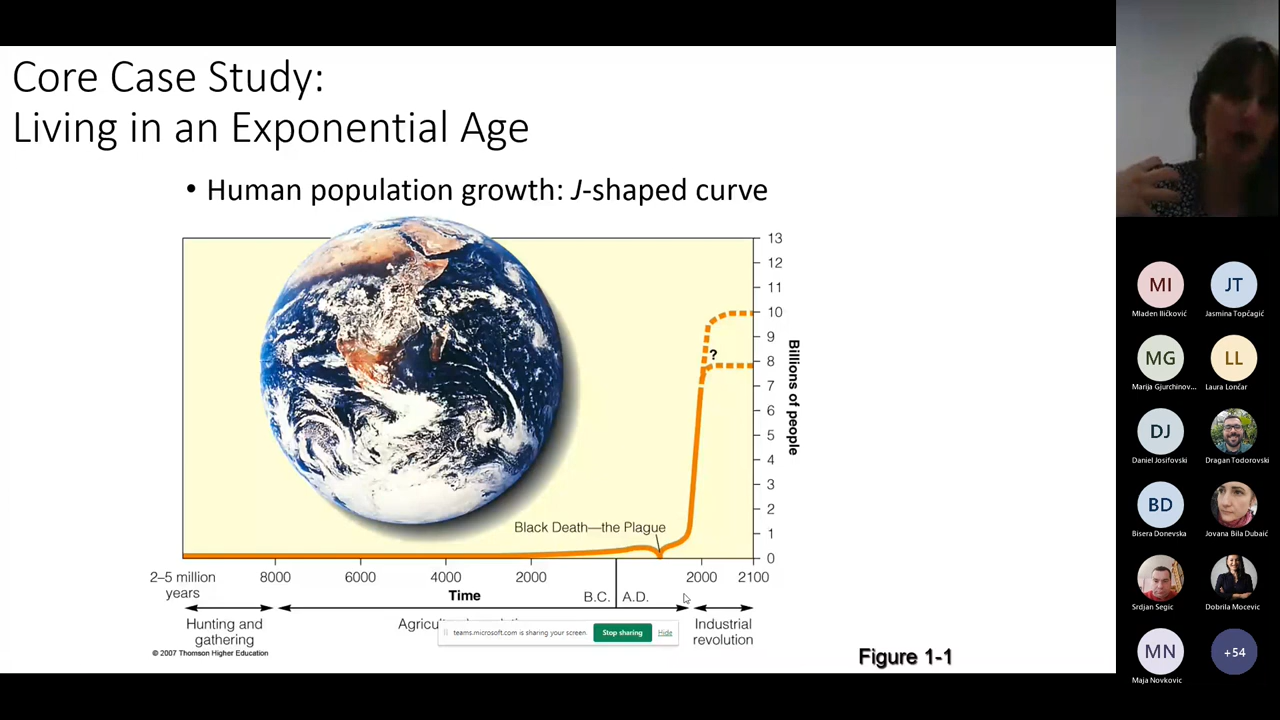 Core Case Study:
Living in an Exponential Age
• Human population growth: J-shaped curve
13
12
11
10
9
8
7
6
5
4
3
2
1
0
Billions of people
?
Black Death—the Plague
2–5 million
years
8000
6000
4000
2000
2000
2100
Time
B.C.
A.D.
Hunting and
gathering
Industrial
revolution
teams.microsoft.com is sharing your screen.
Stop sharing
Hide
© 2007 Thomson Higher Education
Figure 1-1
MI
JT
Mladen Iličković
Jasmina Topčagić
MG
LL
Marija Gjurchinov...
Laura Lončar
DJ
Daniel Josifovski
Dragan Todorovski
BD
Bisera Donevska
Jovana Bila Dubaić
Srdjan Segic
Dobrila Mocevic
MN
+54
Maja Novkovic